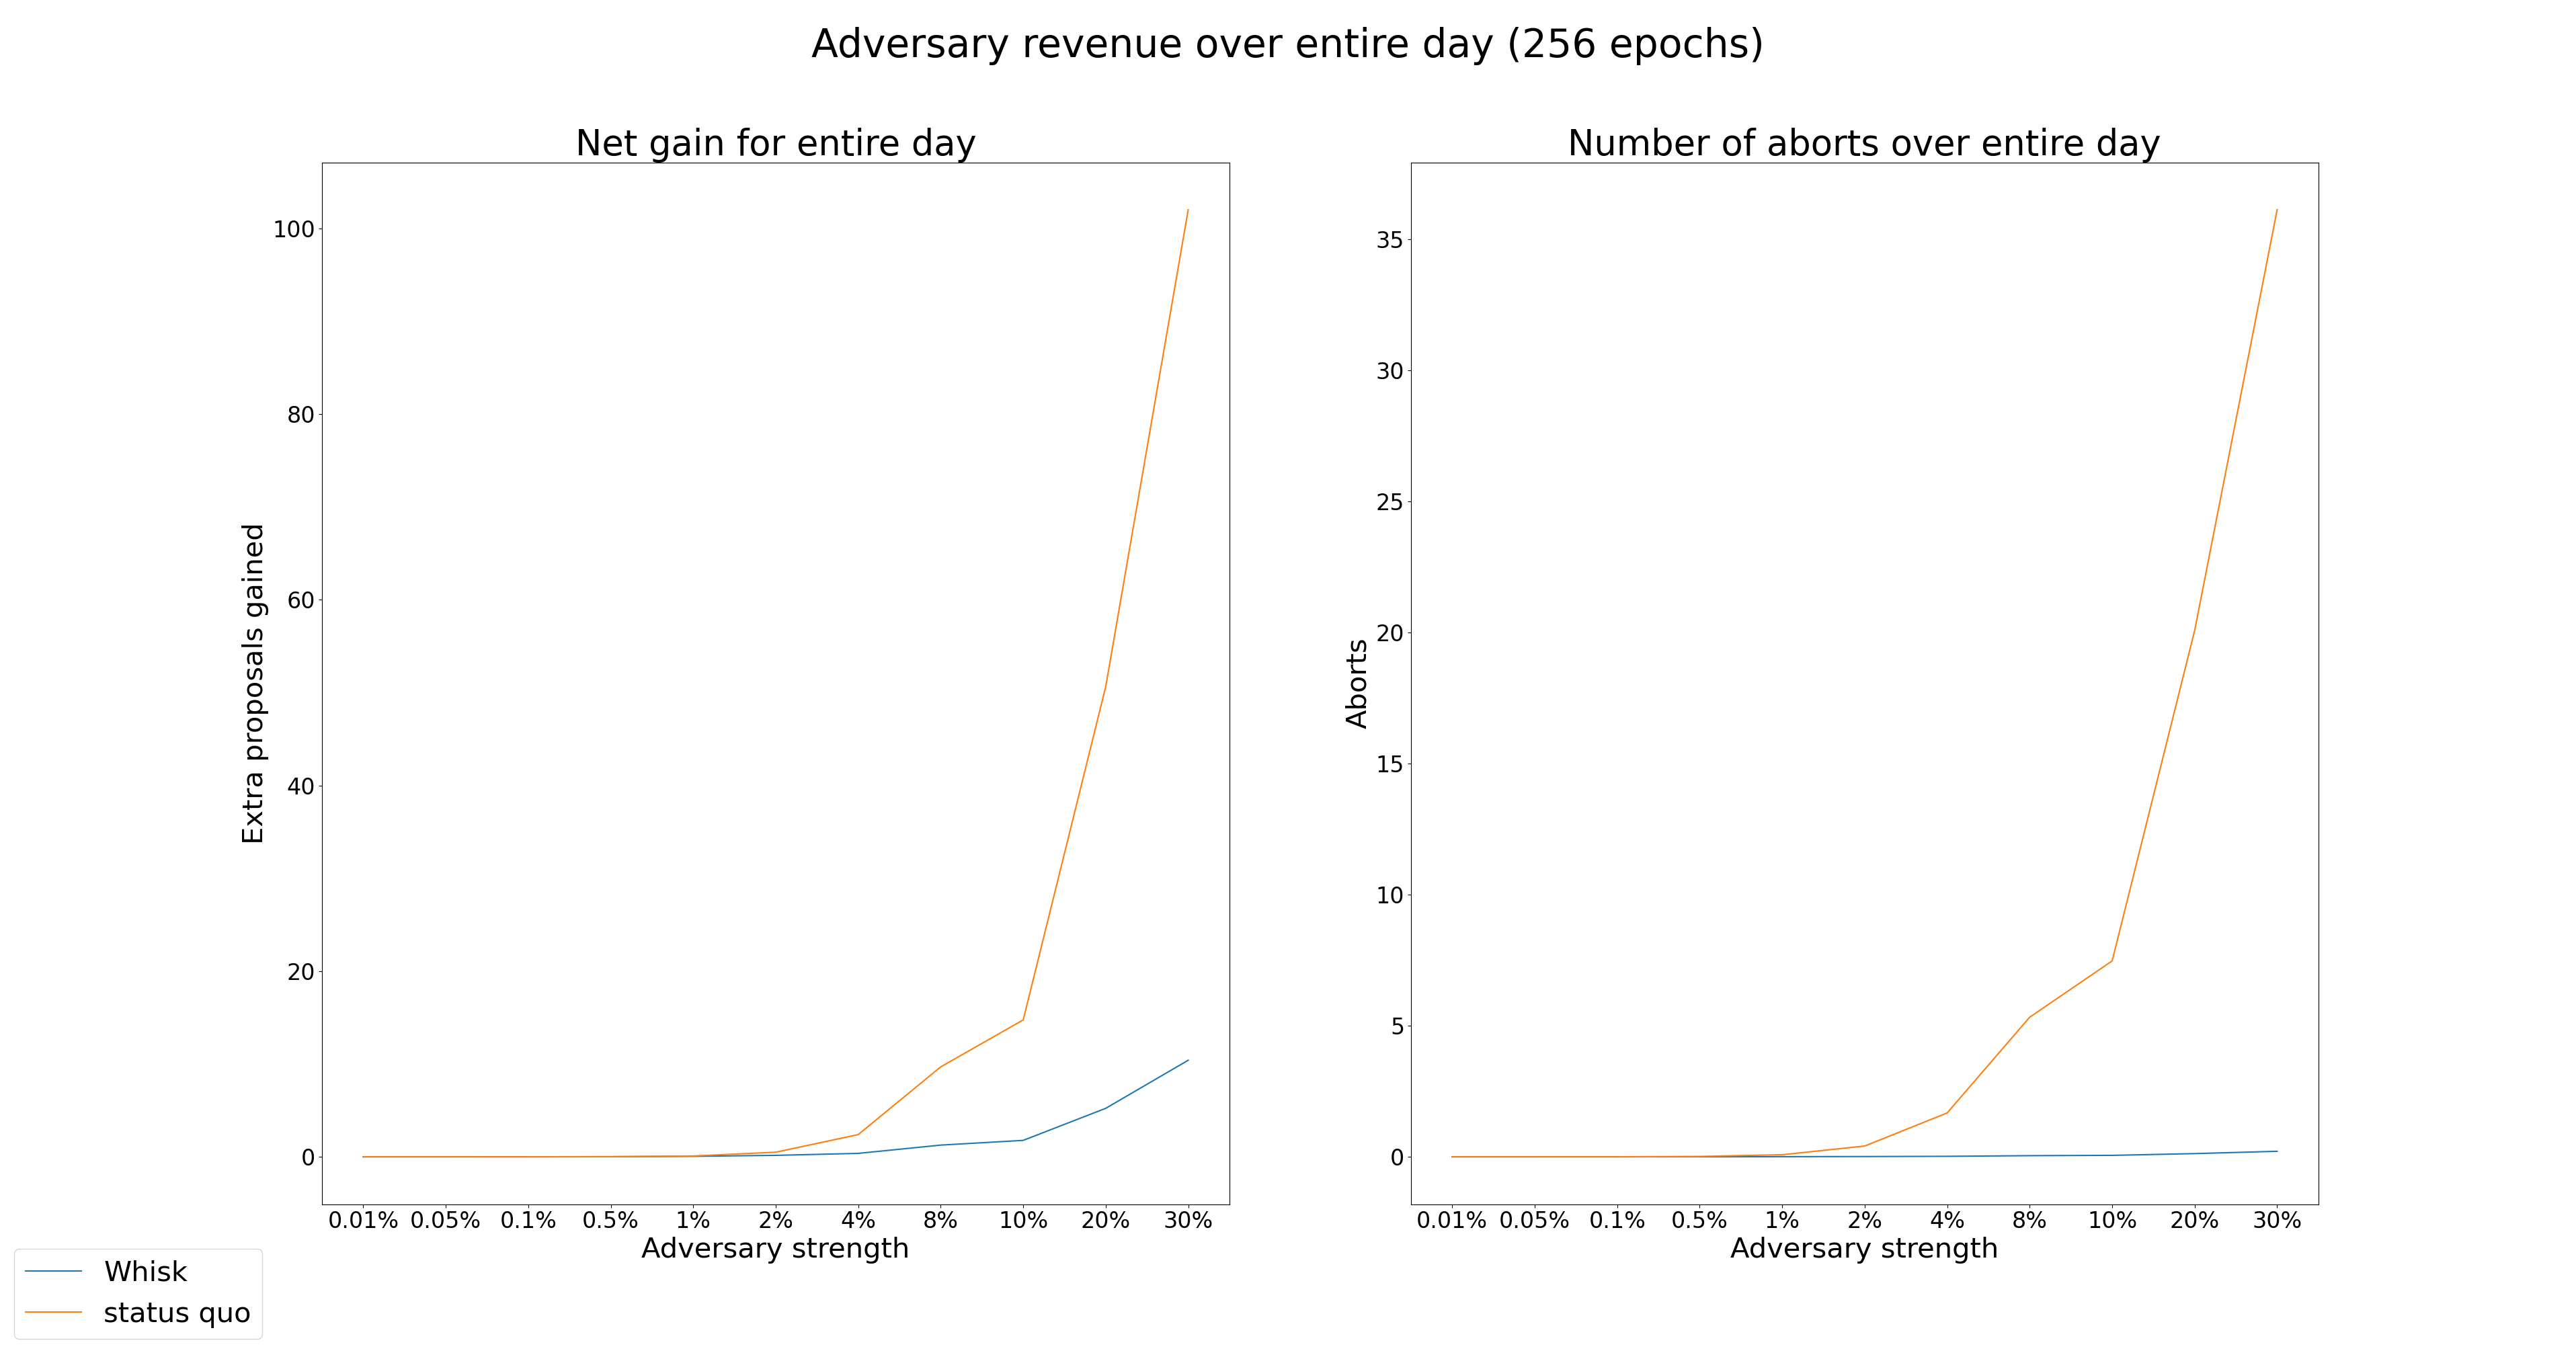 Adversary revenue over entire day (256 epochs)
Net gain for entire day
Extra proposals gained
100
80
60
40
20
0
0.01% 0.05% 0.1% 0.5% 1% 2% 4% 8% 10% 20% 30%
Adversary strength
Number of aborts over entire day
Aborts
35
30
25
20
15
10
5
0
0.01% 0.05% 0.1% 0.5% 1% 2% 4% 8% 10% 20% 30%
Adversary strength
Whisk
status quo